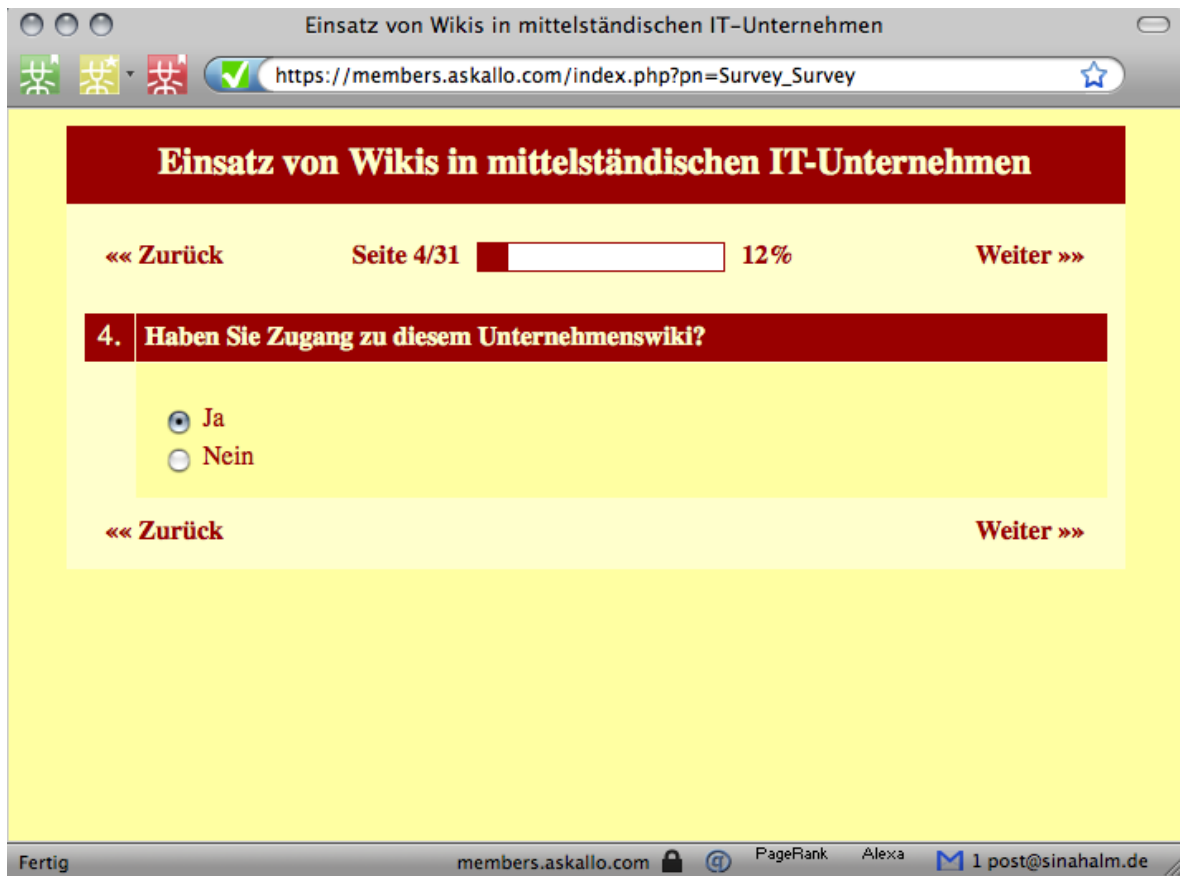 Einsatz von Wikis in mittelständischen IT-Unternehmen
https://members.askallo.com/index.php?pn=Survey_Survey
Einsatz von Wikis in mittelständischen IT-Unternehmen
«« Zurück Seite 4/31 12% Weiter »»
4. Haben Sie Zugang zu diesem Unternehmenswiki?
Ja
Nein
«« Zurück Weiter »»
Fertig members.askallo.com @ PageRank Alexa 1 post@sinahalm.de